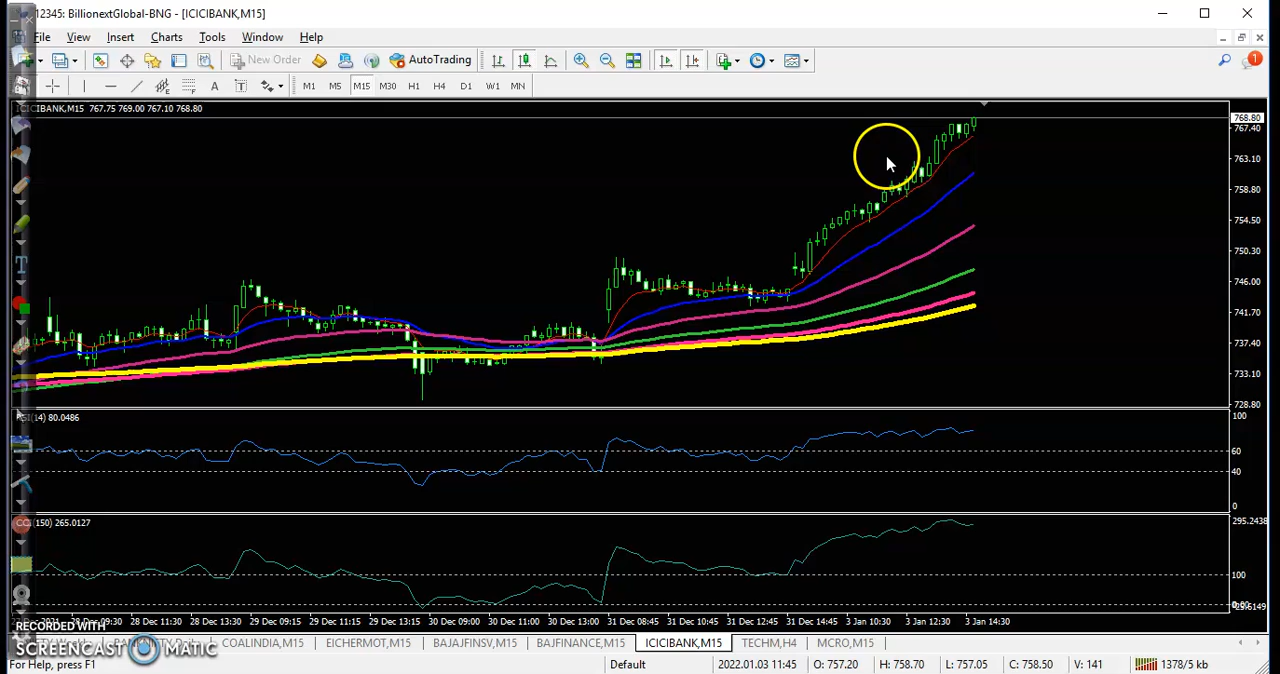 12345: BillionextGlobal-BNG - [ICICIBANK,M15]
File View Insert Charts Tools Window Help
New Order AutoTrading
A T M1 M5 M15 M30 H1 H4 D1 W1 MN
ICICIBANK,M15 767.75 769.00 767.10 768.80
768.80
767.40
763.10
758.80
754.50
750.30
746.00
741.70
737.40
733.10
728.80
RSI(14) 80.0486
100
60
40
0
CCI(150) 265.0127
295.2438
100
0.00
28 Dec 11:30 28 Dec 13:30 29 Dec 09:15 29 Dec 11:15 29 Dec 13:15 30 Dec 09:00 30 Dec 11:00 30 Dec 13:00 31 Dec 08:45 31 Dec 10:45 31 Dec 12:45 31 Dec 14:45 3 Jan 10:30 3 Jan 12:30 3 Jan 14:30
RECORDED WITH
SCREENCAST MATIC
COALINDIA,M15 EICHERMOT,M15 BAJAJFINSV,M15 BAJFINANCE,M15 ICICIBANK,M15 TECHM,H4 MCRO,M15
For Help, press F1 Default 2022.01.03 11:45 O: 757.20 H: 758.70 L: 757.05 C: 758.50 V: 141 1378/5 kb